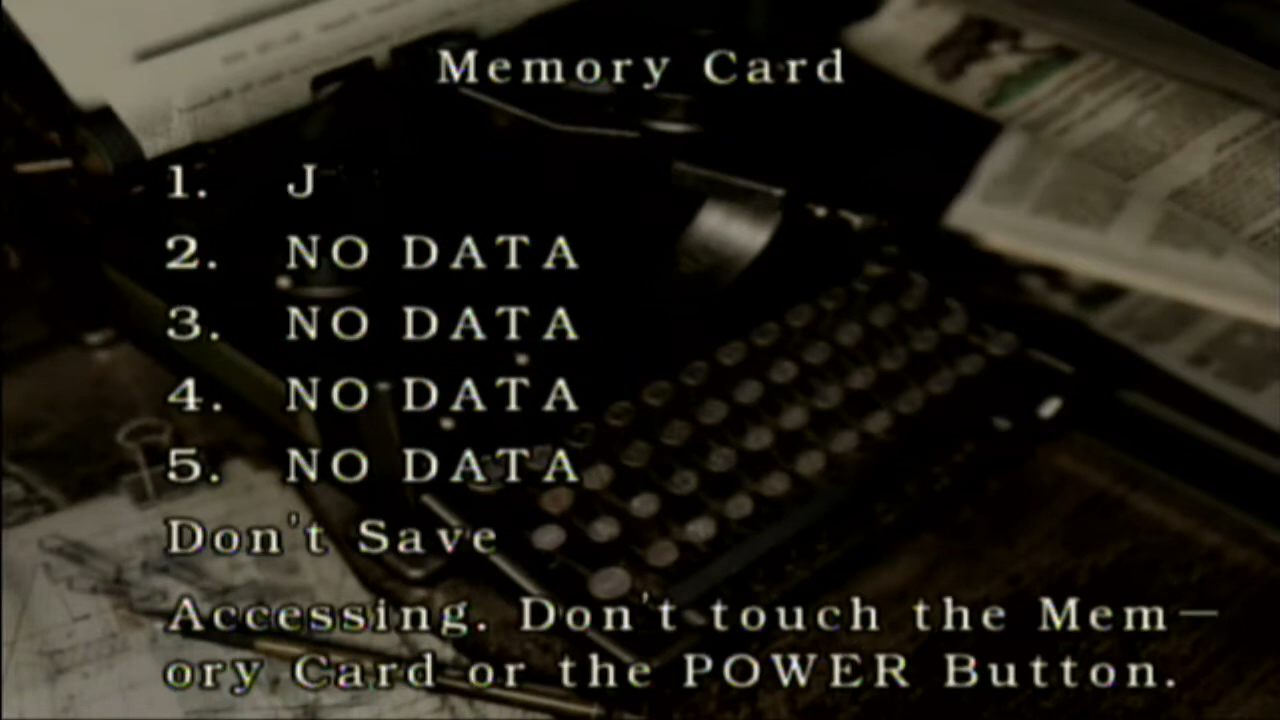 Memory Card
1. J
2. NO DATA
3. NO DATA
4. NO DATA
5. NO DATA
Don't Save
Accessing. Don't touch the Mem—
ory Card or the POWER Button.